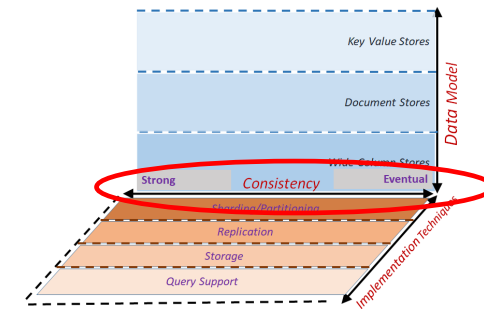 Key Value Stores
Document Stores
Data Model
Wide Column Stores
Strong
Consistency
Eventual
Sharding/Partitioning
Replication
Storage
Query Support
Implementation Techniques